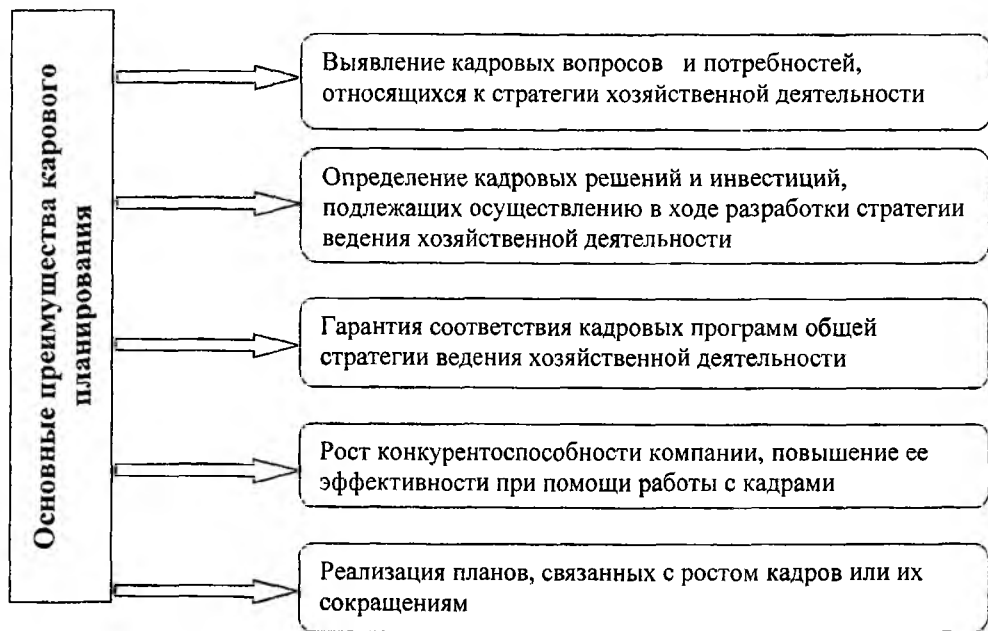 Основные преимущества карового
планирования
Выявление кадровых вопросов и потребностей,
относящихся к стратегии хозяйственной деятельности
Определение кадровых решений и инвестиций,
подлежащих осуществлению в ходе разработки стратегии
ведения хозяйственной деятельности
Гарантия соответствия кадровых программ общей
стратегии ведения хозяйственной деятельности
Рост конкурентоспособности компании, повышение ее
эффективности при помощи работы с кадрами
Реализация планов, связанных с ростом кадров или их
сокращениям